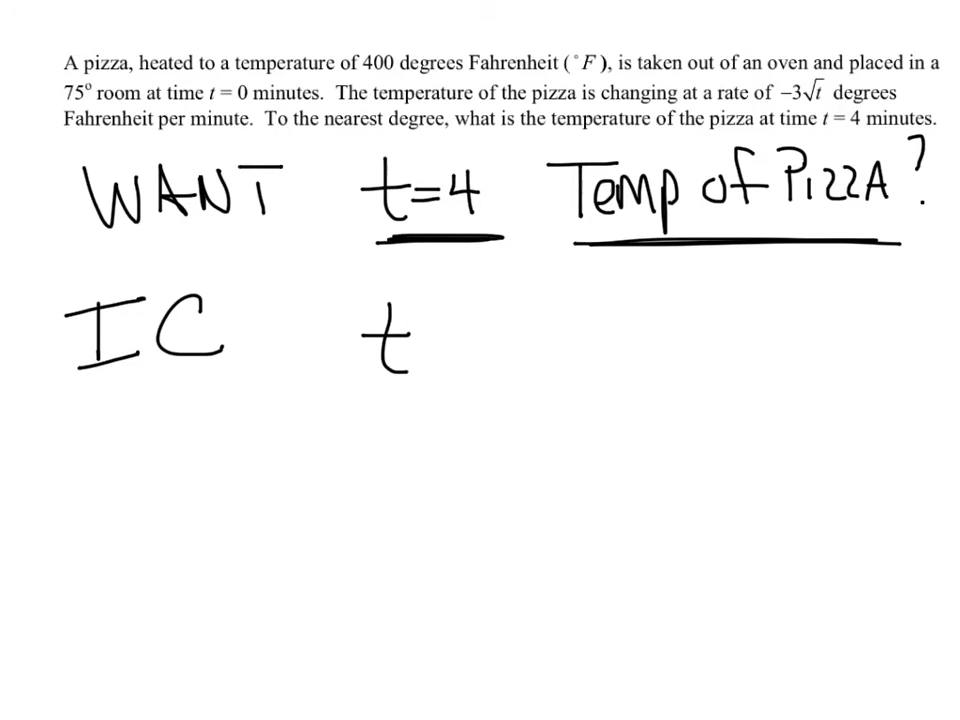 A pizza, heated to a temperature of 400 degrees Fahrenheit (°F), is taken out of an oven and placed in a
75° room at time t = 0 minutes. The temperature of the pizza is changing at a rate of −3√t degrees
Fahrenheit per minute. To the nearest degree, what is the temperature of the pizza at time t = 4 minutes.
WANT t=4 Temp of PizzA?
IC t